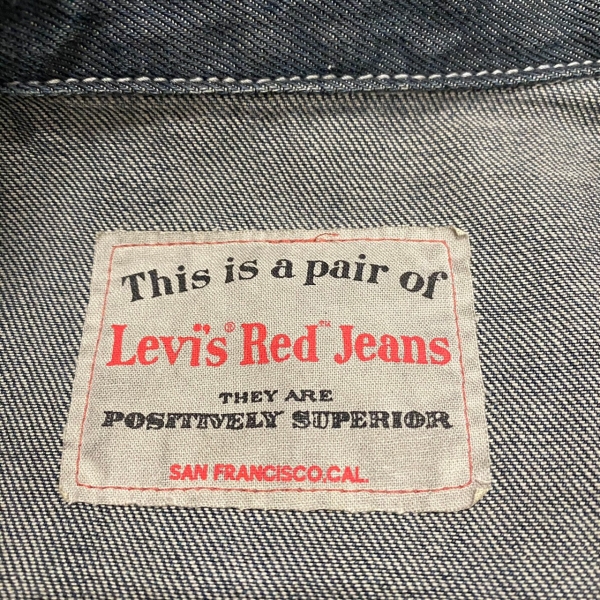 This is a pair of
Levi's® Red™ Jeans
THEY ARE
POSITIVELY SUPERIOR
SAN FRANCISCO,CAL.